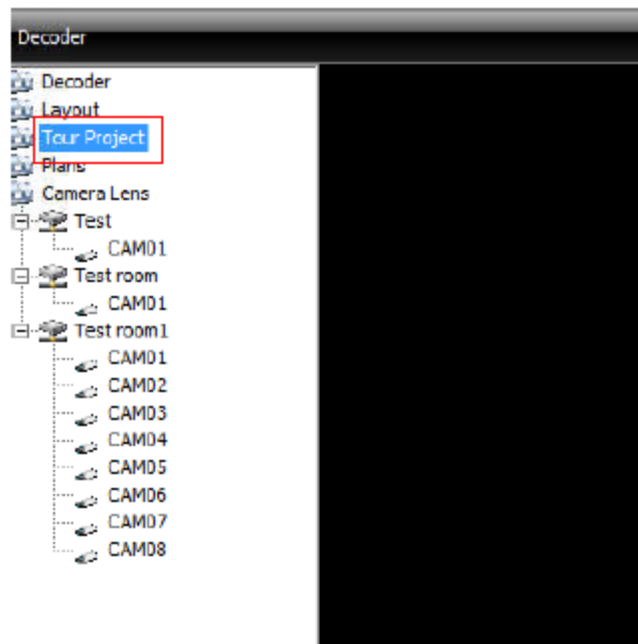 Decoder
Decoder
Layout
Tour Project
Plans
Camera Lens
Test
CAM01
Test room
CAM01
Test room1
CAM01
CAM02
CAM03
CAM04
CAM05
CAM06
CAM07
CAM08